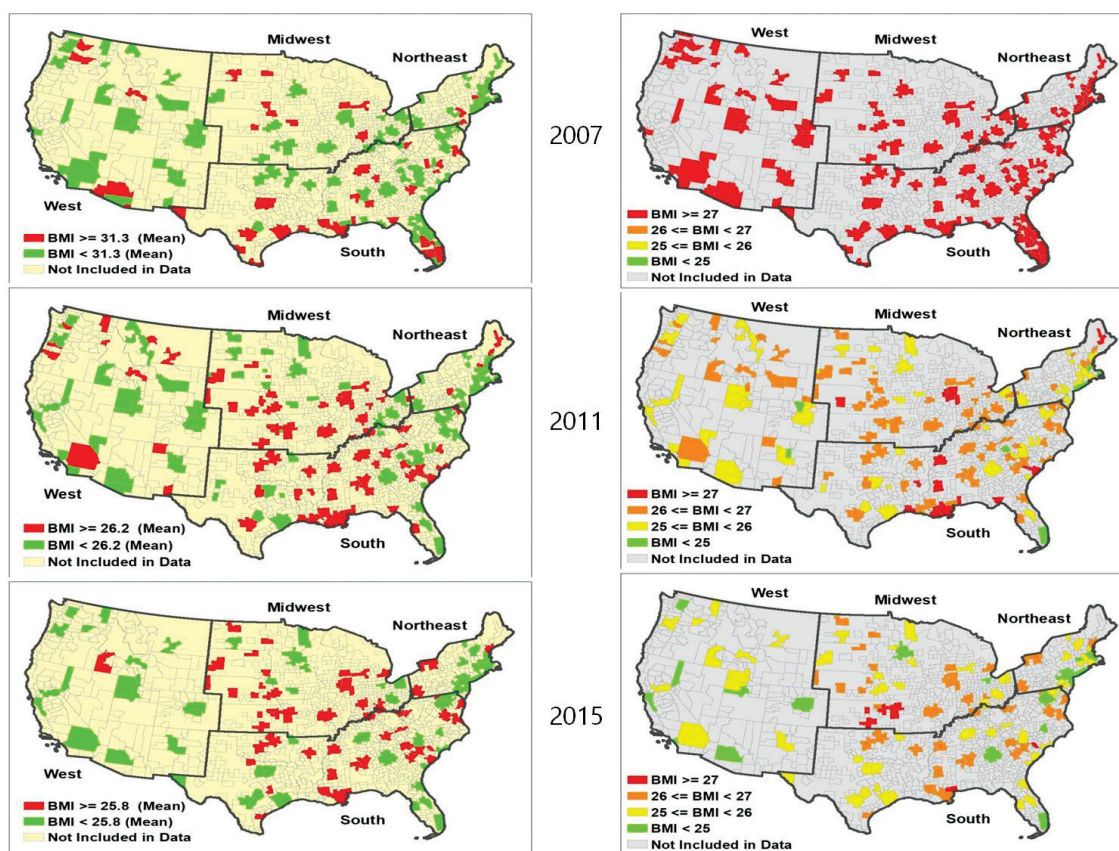 Midwest
Northeast
West
South
BMI >= 31.3 (Mean)
BMI < 31.3 (Mean)
Not Included in Data
2007
West
Midwest
Northeast
South
BMI >= 27
26 <= BMI < 27
25 <= BMI < 26
BMI < 25
Not Included in Data
Midwest
Northeast
West
South
BMI >= 26.2 (Mean)
BMI < 26.2 (Mean)
Not Included in Data
2011
West
Midwest
Northeast
South
BMI >= 27
26 <= BMI < 27
25 <= BMI < 26
BMI < 25
Not Included in Data
Midwest
Northeast
West
South
BMI >= 25.8 (Mean)
BMI < 25.8 (Mean)
Not Included in Data
2015
West
Midwest
Northeast
South
BMI >= 27
26 <= BMI < 27
25 <= BMI < 26
BMI < 25
Not Included in Data